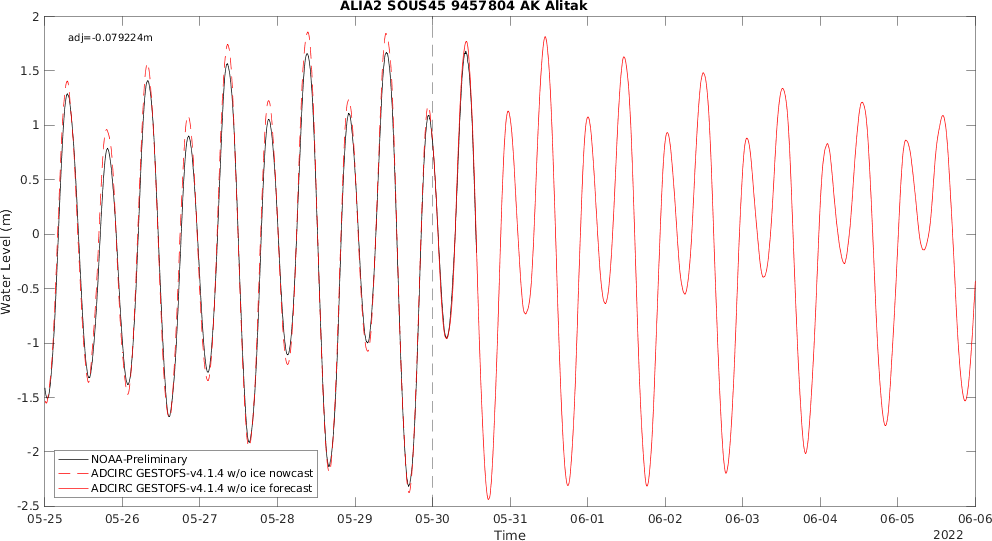 ALIA2 SOUS45 9457804 AK Alitak
adj=-0.079224m
2
1.5
1
0.5
0
-0.5
-1
-1.5
-2
-2.5
Water Level (m)
NOAA-Preliminary
ADCIRC GESTOFS-v4.1.4 w/o ice nowcast
ADCIRC GESTOFS-v4.1.4 w/o ice forecast
05-25 05-26 05-27 05-28 05-29 05-30 05-31 06-01 06-02 06-03 06-04 06-05 06-06
Time
2022